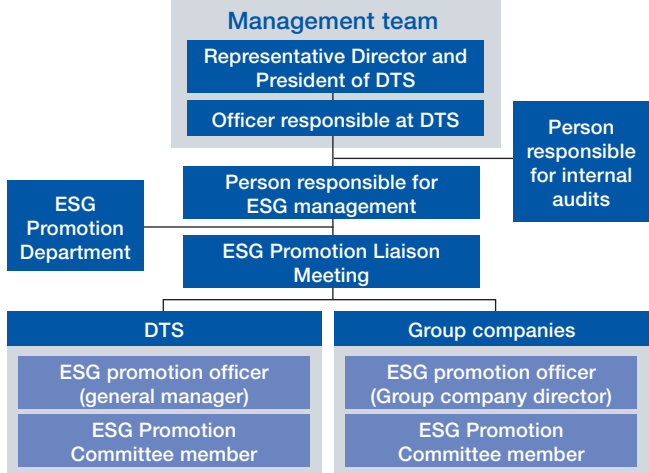 Management team
Representative Director and
President of DTS
Officer responsible at DTS
Person
responsible
for internal
audits
Person responsible for
ESG management
ESG
Promotion
Department
ESG Promotion Liaison
Meeting
DTS
ESG promotion officer
(general manager)
ESG Promotion
Committee member
Group companies
ESG promotion officer
(Group company director)
ESG Promotion
Committee member